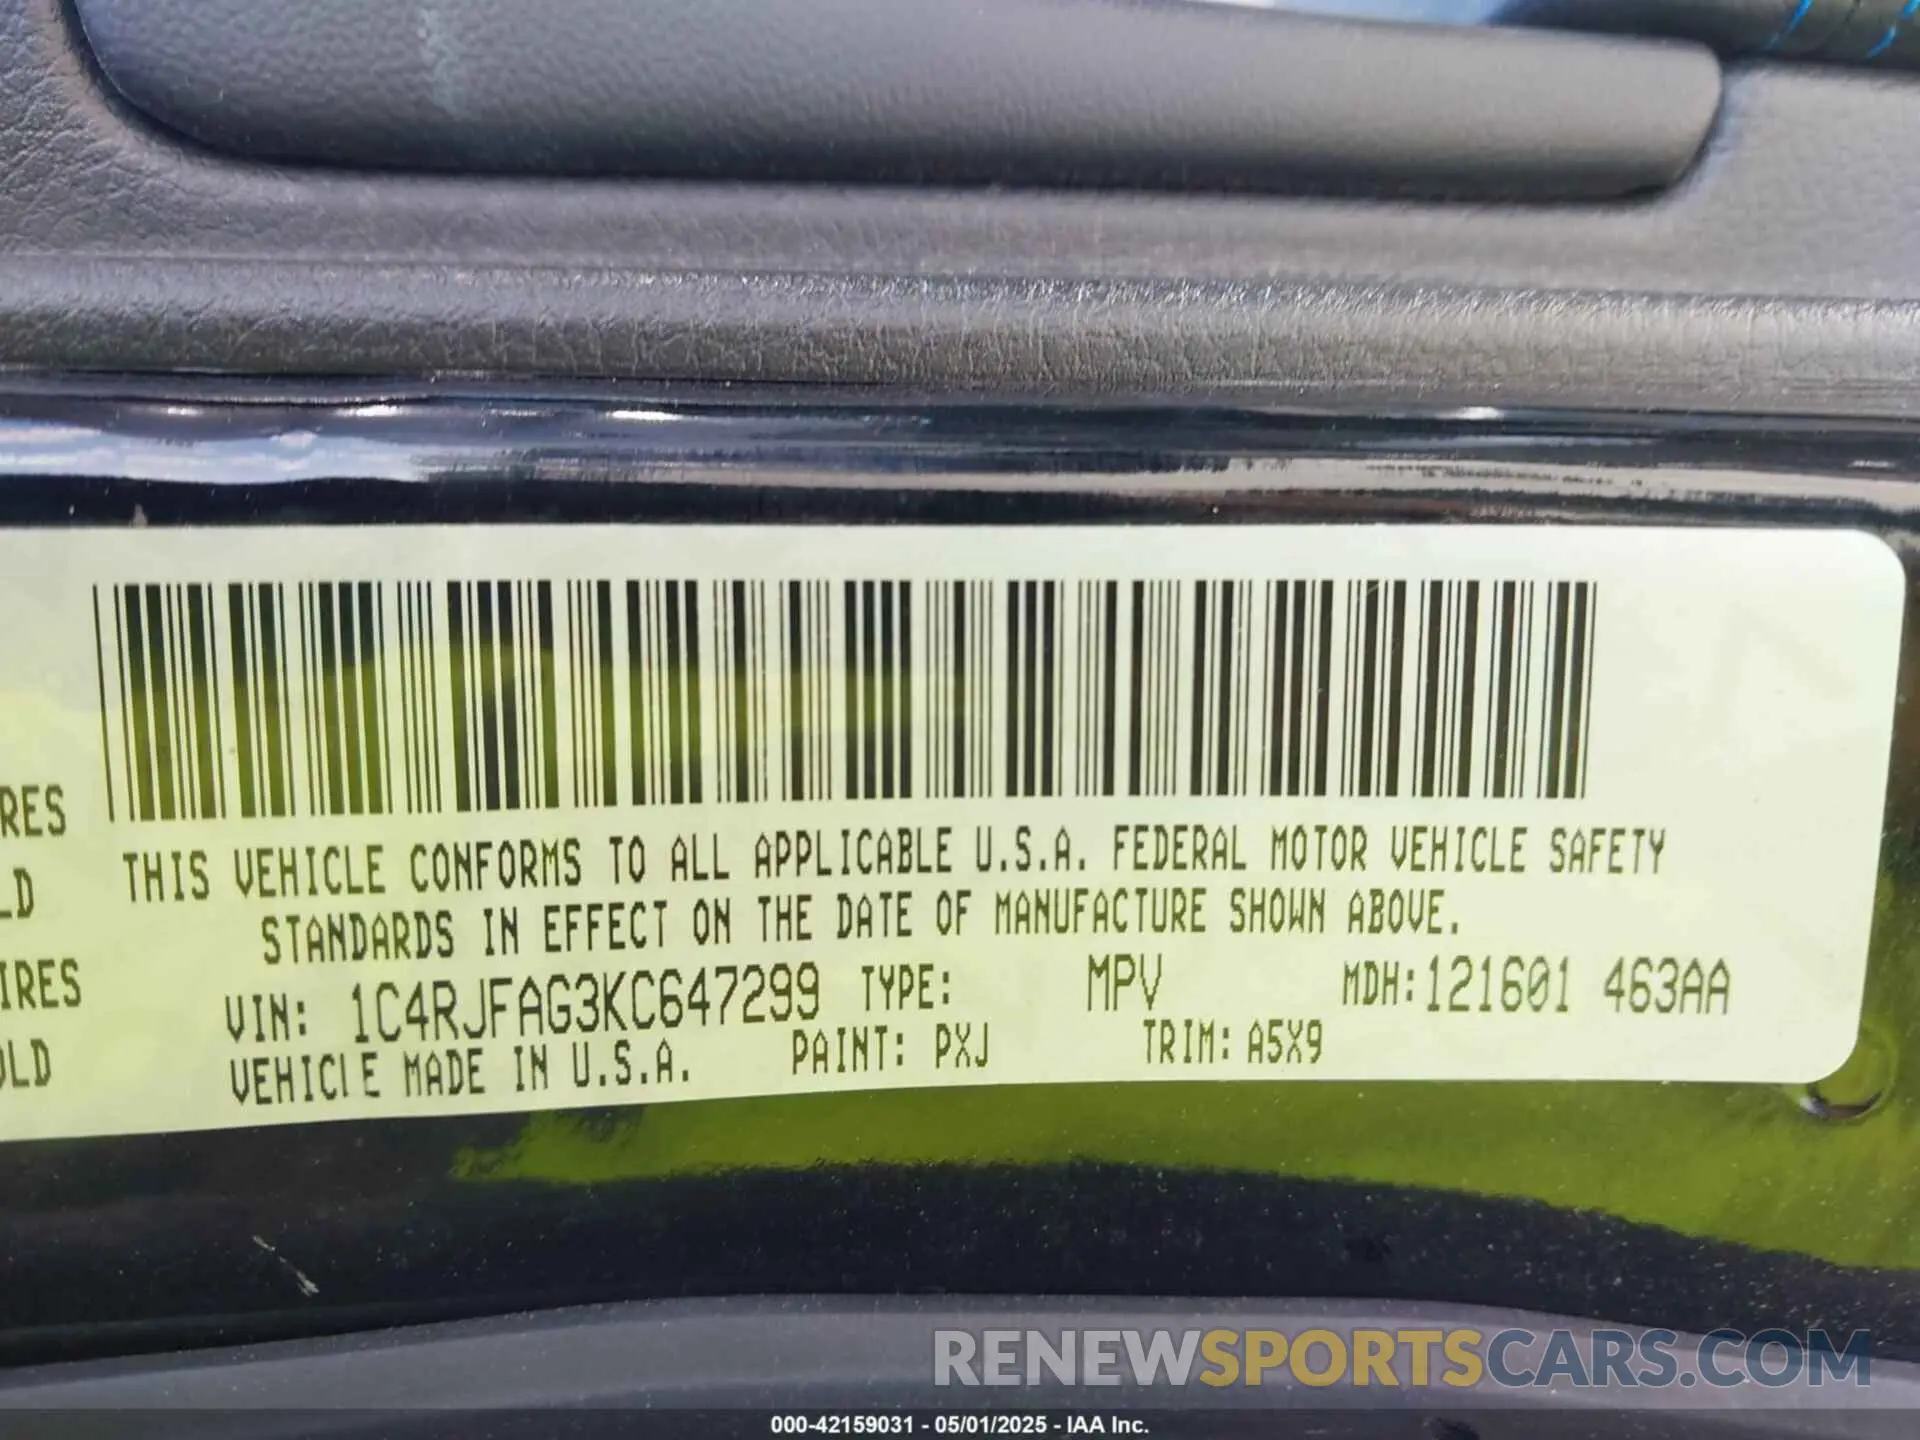 RES
LD
IRES
OLD
THIS VEHICLE CONFORMS TO ALL APPLICABLE U.S.A. FEDERAL MOTOR VEHICLE SAFETY
STANDARDS IN EFFECT ON THE DATE OF MANUFACTURE SHOWN ABOVE.
VIN: 1C4RJFAG3KC647299 TYPE: MPV MDH: 121601 463AA
VEHICLE MADE IN U.S.A. PAINT: PXJ TRIM: A5X9
RENEWSPORTSCARS.COM
000-42159031 - 05/01/2025 - IAA Inc.